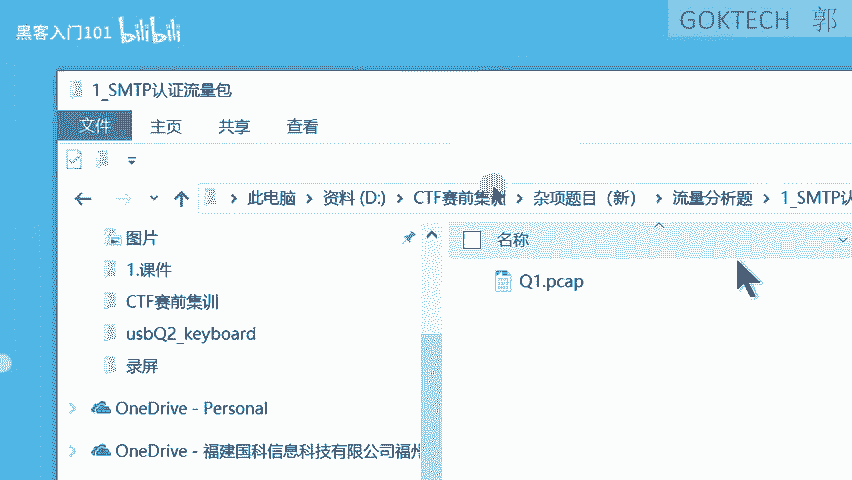 黑客入门101 bilibili
GOKTECH 郭
1_SMTP认证流量包
文件 主页 共享 查看
此电脑 > 资料 (D:) > CTF赛前集训 > 杂项题目（新） > 流量分析题 > 1_SMTP认
图片
名称
1.课件
Q1.pcap
CTF赛前集训
usbQ2_keyboard
录屏
OneDrive - Personal
OneDrive - 福建国科信息科技有限公司福州